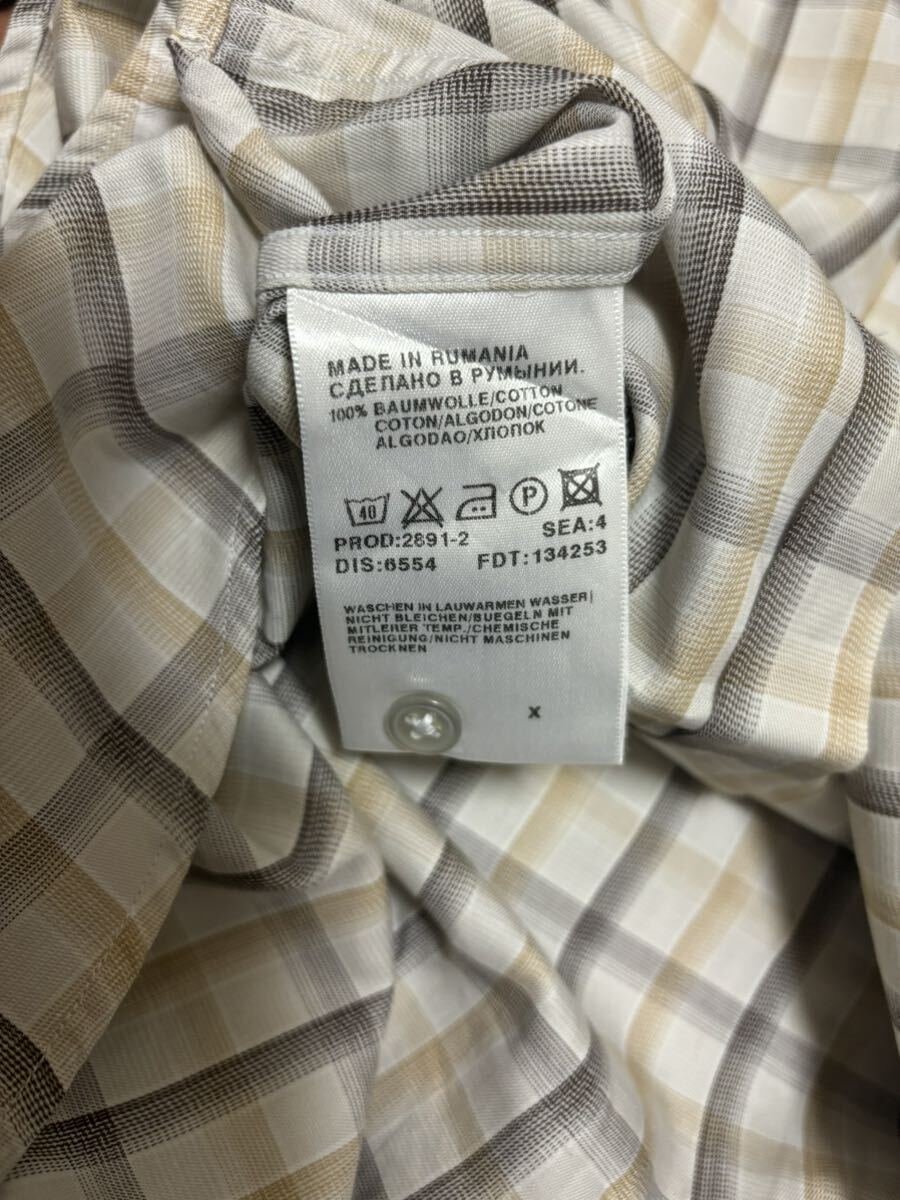 MADE IN RUMANIA
СДЕЛАНО В РУМЫНИИ.
100% BAUMWOLLE/COTTON
COTON/ALGODON/COTONE
ALGODAO/ХЛОПОК
40 P
PROD:2891-2 SEA:4
DIS:6554 FDT:134253
WASCHEN IN LAUWARMEN WASSER|
NICHT BLEICHEN/BUEGELN MIT
MITLERER TEMP./CHEMISCHE
REINIGUNG/NICHT MASCHINEN
TROCKNEN
X